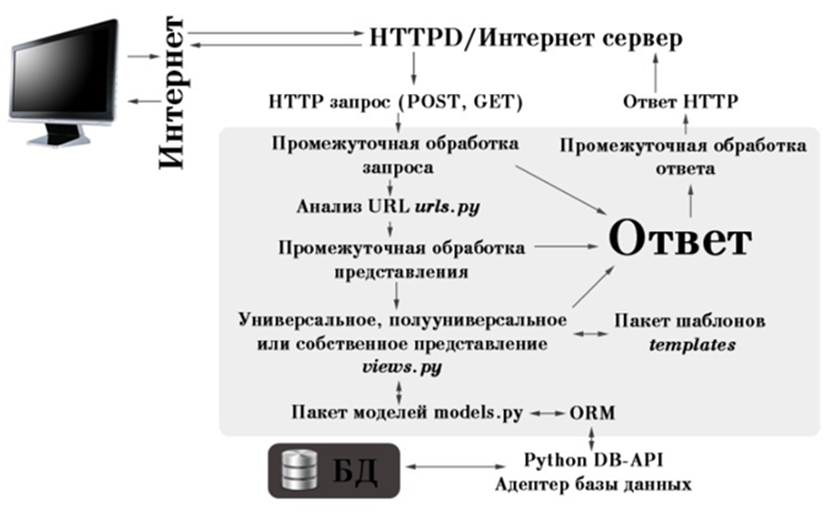 Интернет
HTTPD/Интернет сервер
HTTP запрос (POST, GET)
Ответ HTTP
Промежуточная обработка
запроса
Промежуточная обработка
ответа
Анализ URL urls.py
Ответ
Промежуточная обработка
представления
Универсальное, полууниверсальное
или собственное представление
views.py
Пакет шаблонов
templates
Пакет моделей models.py
ORM
БД
Python DB-API
Адаптер базы данных